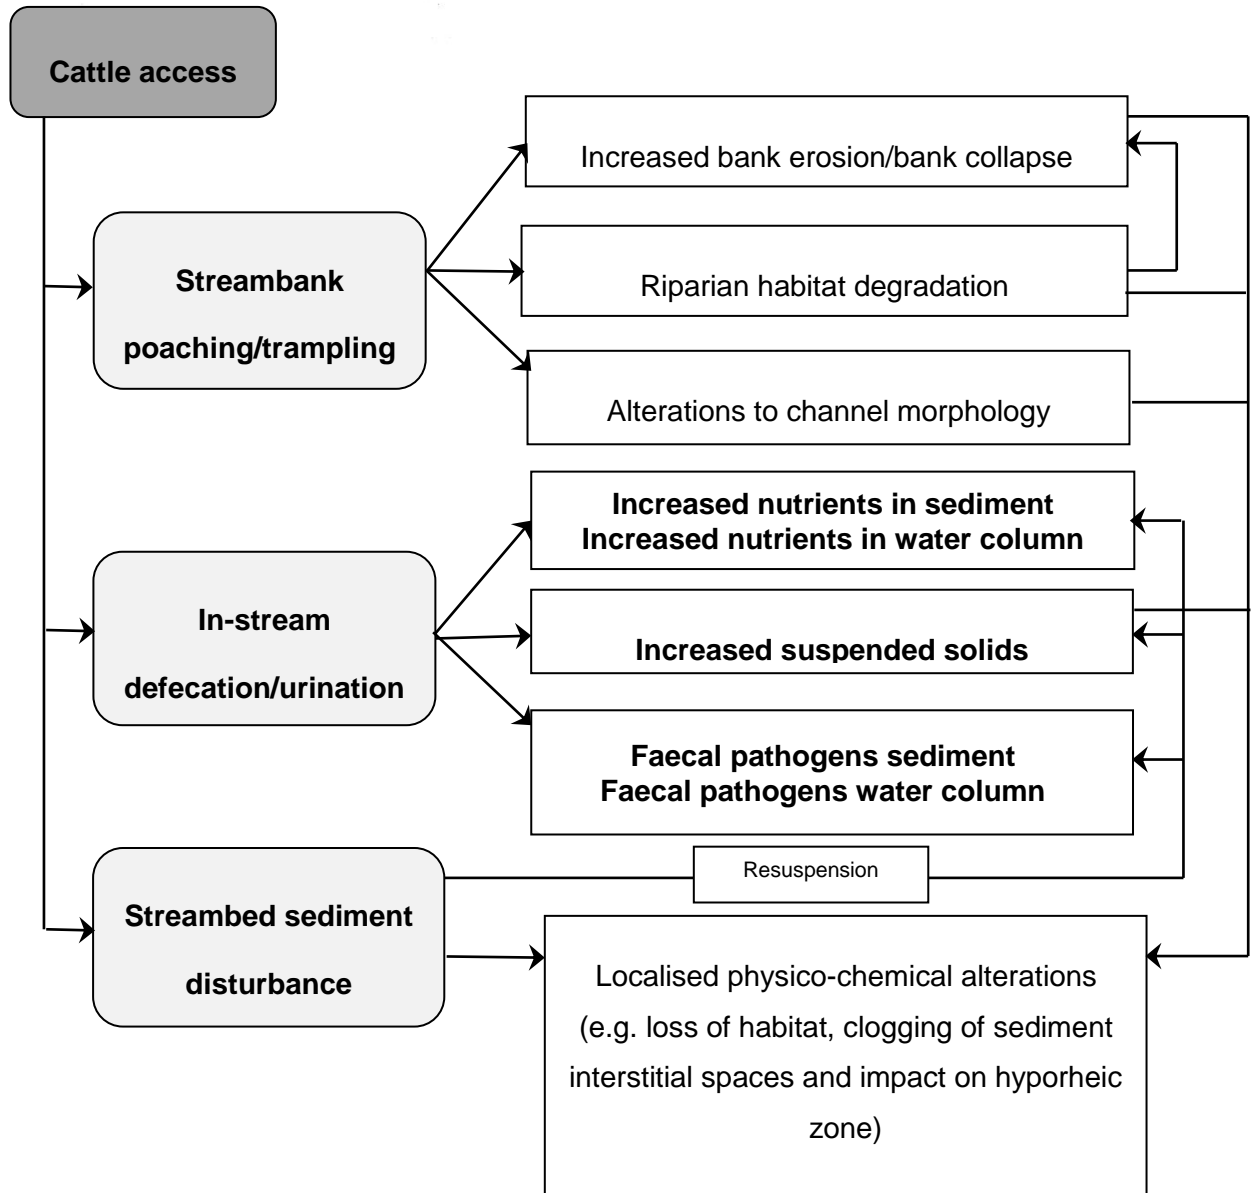 Cattle access
Increased bank erosion/bank collapse
Streambank
poaching/trampling
Riparian habitat degradation
Alterations to channel morphology
Increased nutrients in sediment
Increased nutrients in water column
In-stream
defecation/urination
Increased suspended solids
Faecal pathogens sediment
Faecal pathogens water column
Resuspension
Streambed sediment
disturbance
Localised physico-chemical alterations
(e.g. loss of habitat, clogging of sediment
interstitial spaces and impact on hyporheic
zone)